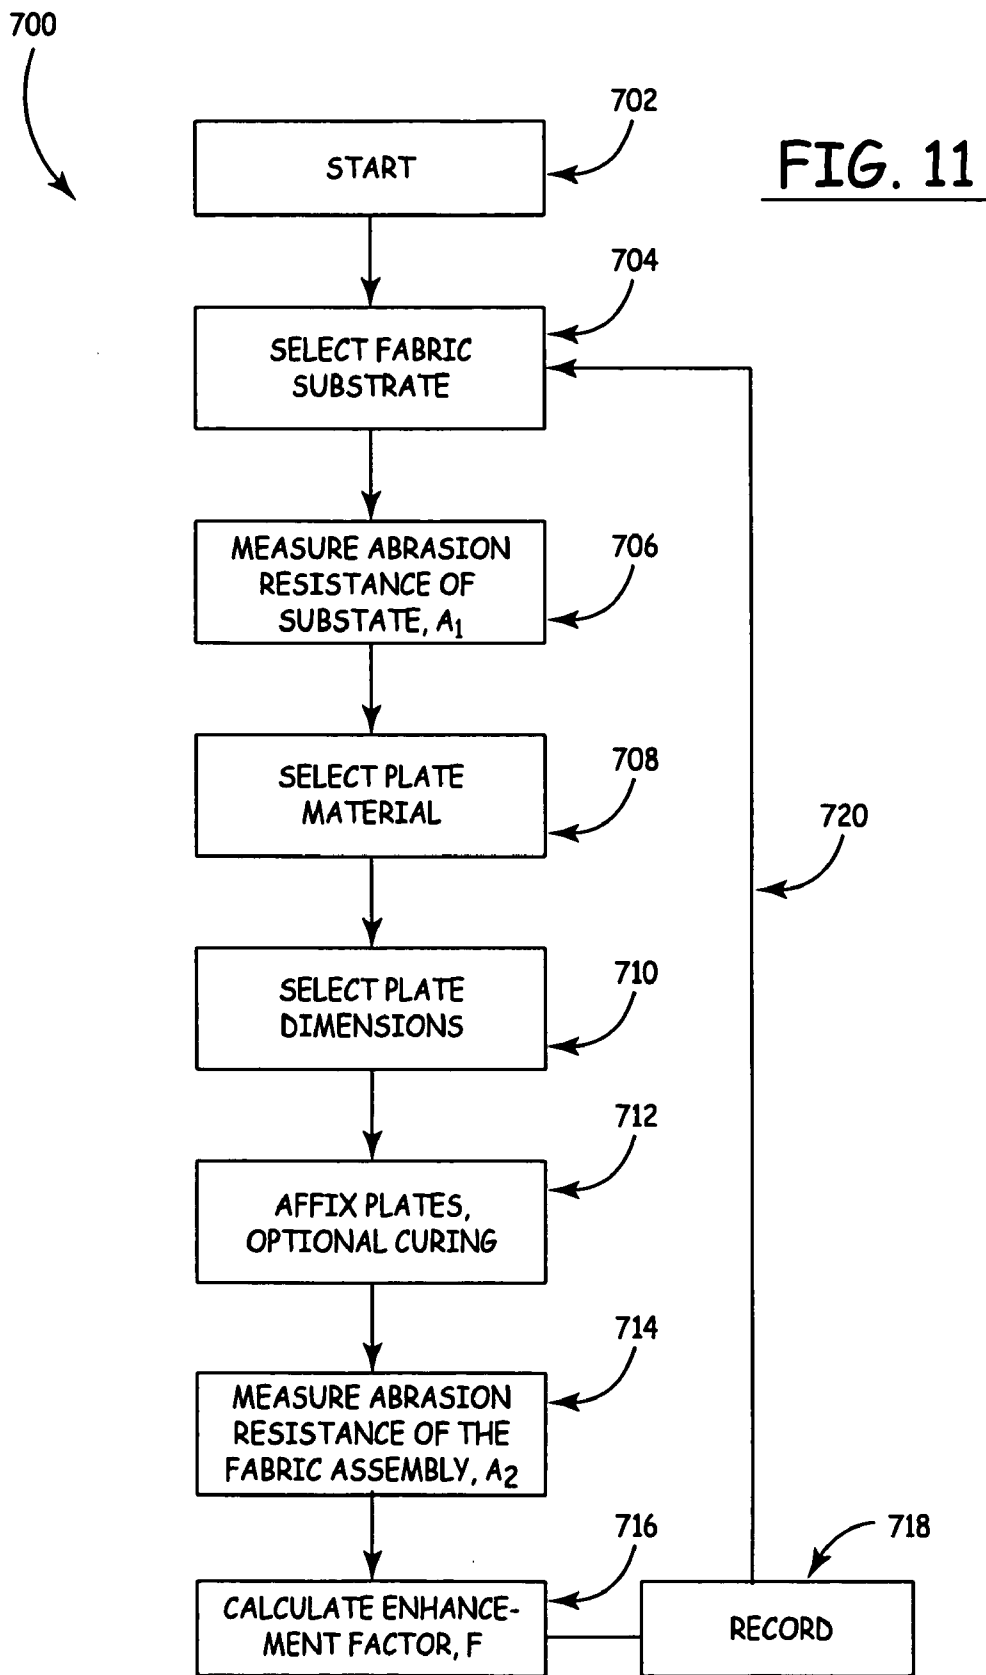 700
702
START
FIG. 11
704
SELECT FABRIC
SUBSTRATE
706
MEASURE ABRASION
RESISTANCE OF
SUBSTATE, A1
708
SELECT PLATE
MATERIAL
720
710
SELECT PLATE
DIMENSIONS
712
AFFIX PLATES,
OPTIONAL CURING
714
MEASURE ABRASION
RESISTANCE OF THE
FABRIC ASSEMBLY, A2
716
718
CALCULATE ENHANCE-
MENT FACTOR, F
RECORD